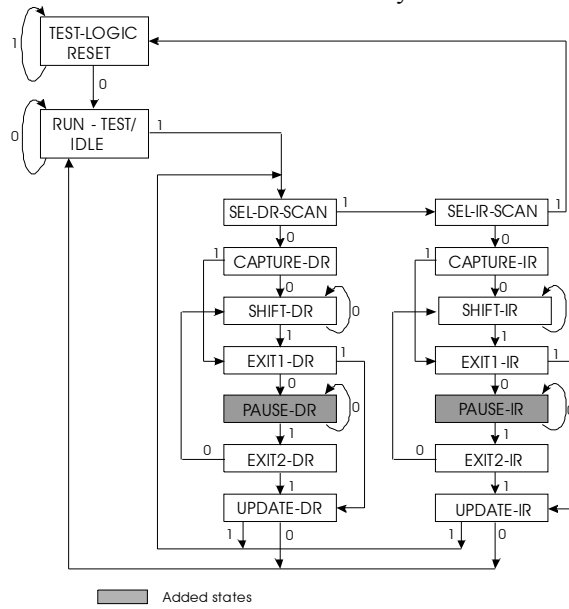 TEST-LOGIC
RESET
1
0
RUN - TEST/
IDLE
0
1
SEL-DR-SCAN
1
SEL-IR-SCAN
1
0
0
1
CAPTURE-DR
1
CAPTURE-IR
0
0
SHIFT-DR
0
SHIFT-IR
1
1
EXIT1-DR
1
EXIT1-IR
1
0
0
PAUSE-DR
0
PAUSE-IR
1
1
0
EXIT2-DR
0
EXIT2-IR
1
1
UPDATE-DR
UPDATE-IR
1
0
1
0
Added states